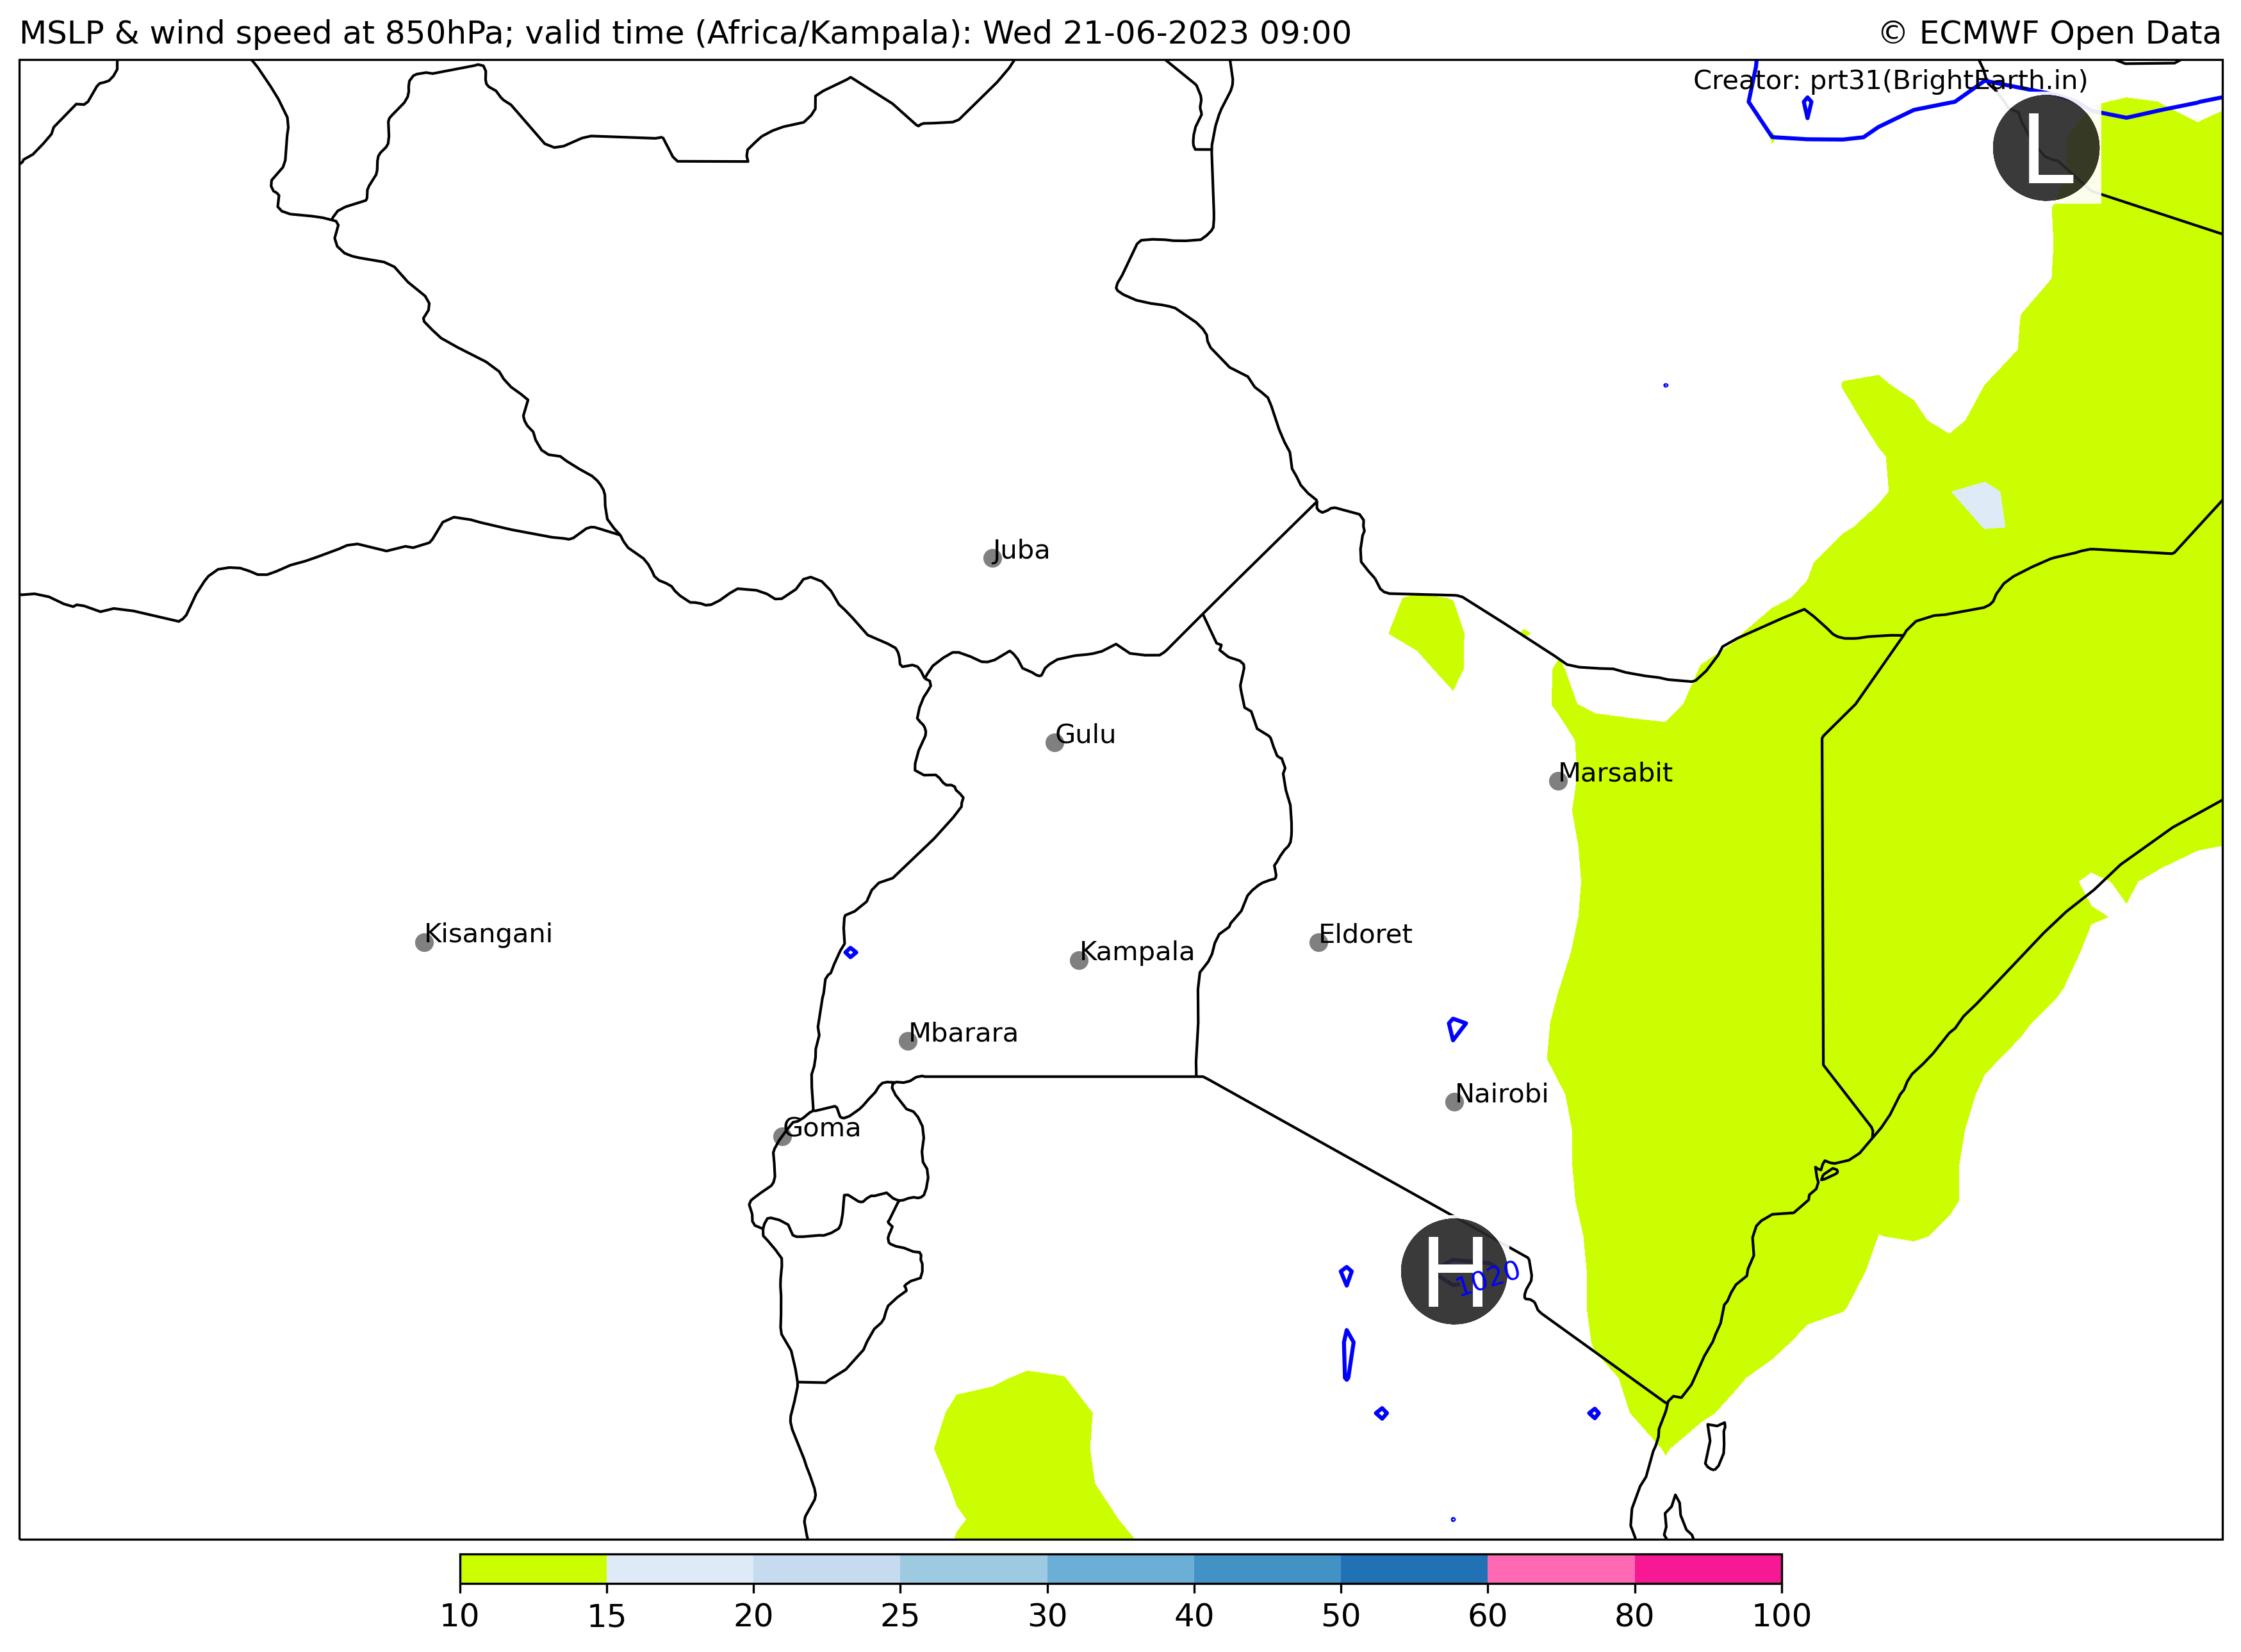 MSLP & wind speed at 850hPa; valid time (Africa/Kampala): Wed 21-06-2023 09:00
© ECMWF Open Data
Creator: prt31(BrightEarth.in)
L
Juba
Gulu
Marsabit
Kisangani
Eldoret
Kampala
Mbarara
Nairobi
Goma
H
1020
10 15 20 25 30 40 50 60 80 100